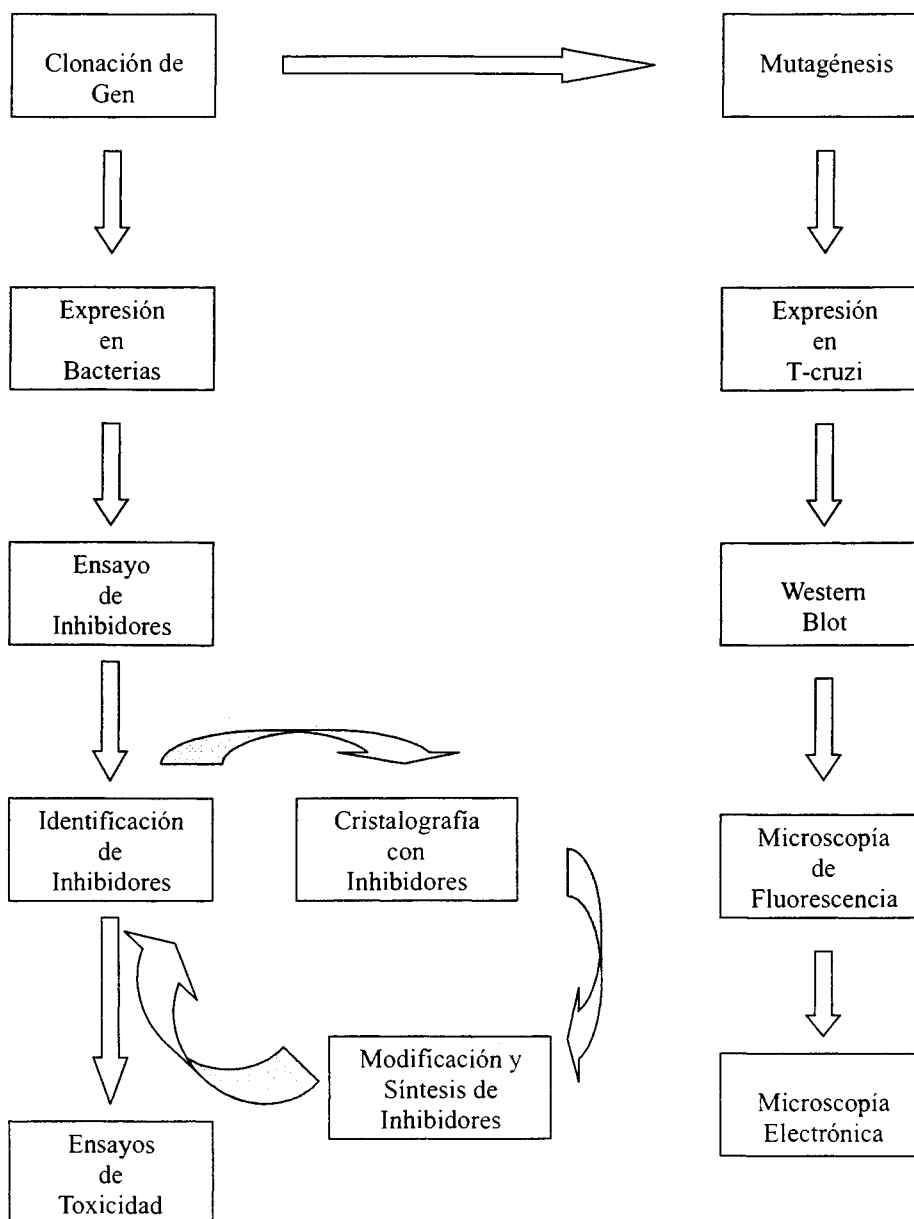 Clonación de
Gen
Mutagénesis
Expresión
en
Bacterias
Expresión
en
T-cruzi
Ensayo
de
Inhibidores
Western
Blot
Identificación
de
Inhibidores
Cristalografía
con
Inhibidores
Microscopía
de
Fluorescencia
Modificación y
Síntesis de
Inhibidores
Microscopía
Electrónica
Ensayos
de
Toxicidad